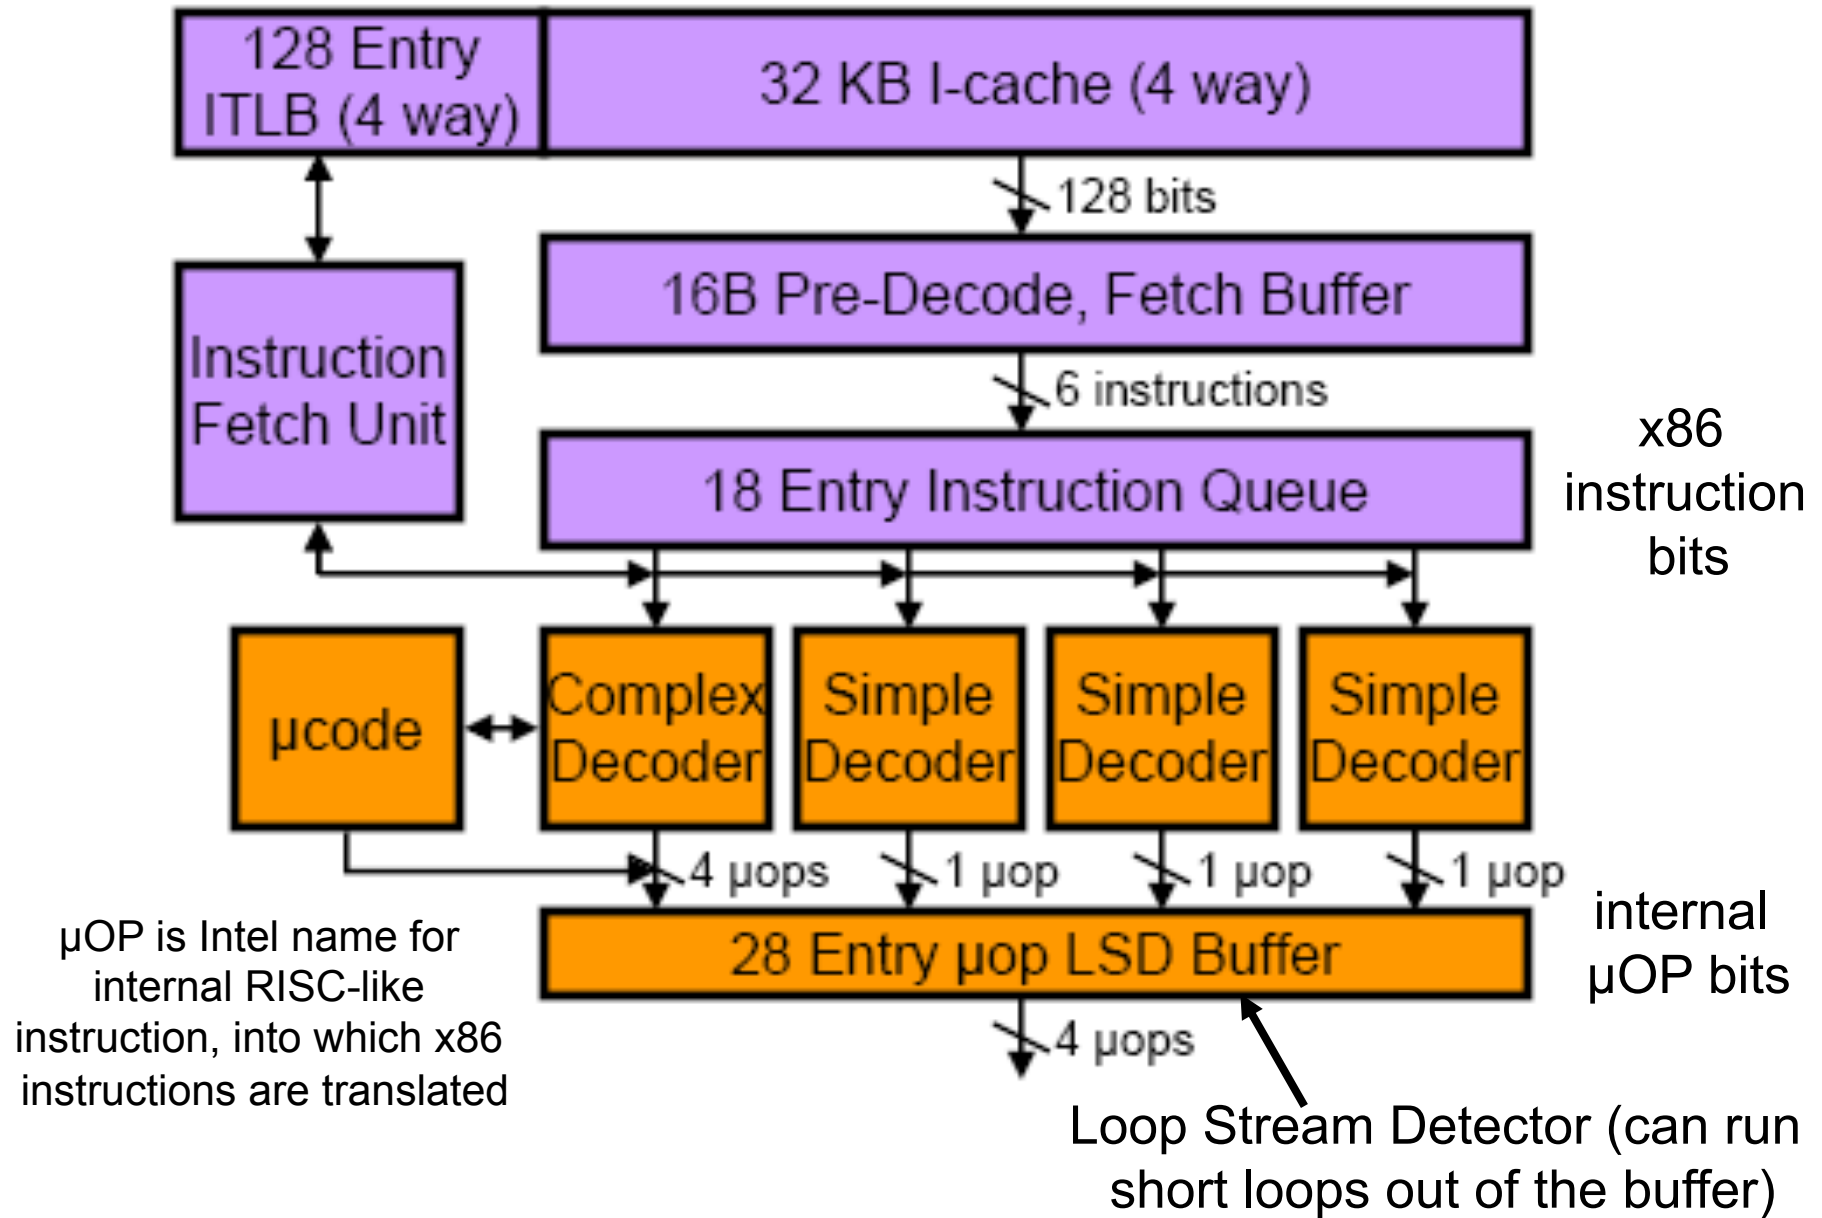 128 Entry
ITLB (4 way)
32 KB I-cache (4 way)
128 bits
16B Pre-Decode, Fetch Buffer
Instruction
Fetch Unit
6 instructions
18 Entry Instruction Queue
x86
instruction
bits
µcode
Complex
Decoder
Simple
Decoder
Simple
Decoder
Simple
Decoder
4 µops
1 µop
1 µop
1 µop
28 Entry µop LSD Buffer
internal
µOP bits
µOP is Intel name for
internal RISC-like
instruction, into which x86
instructions are translated
4 µops
Loop Stream Detector (can run
short loops out of the buffer)